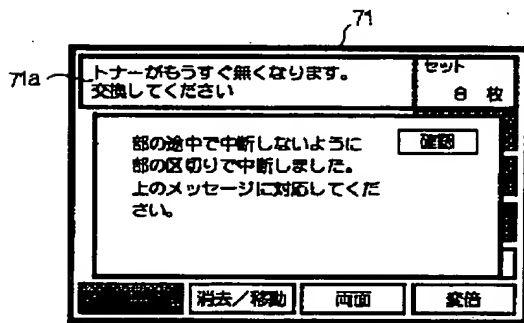 71
71a
トナーがもうすぐ無くなります。
交換してください
セット
8 枚
部の途中で中断しないように
部の区切りで中断しました。
上のメッセージに対応してくだ
さい。
確認
消去／移動
両面
変倍